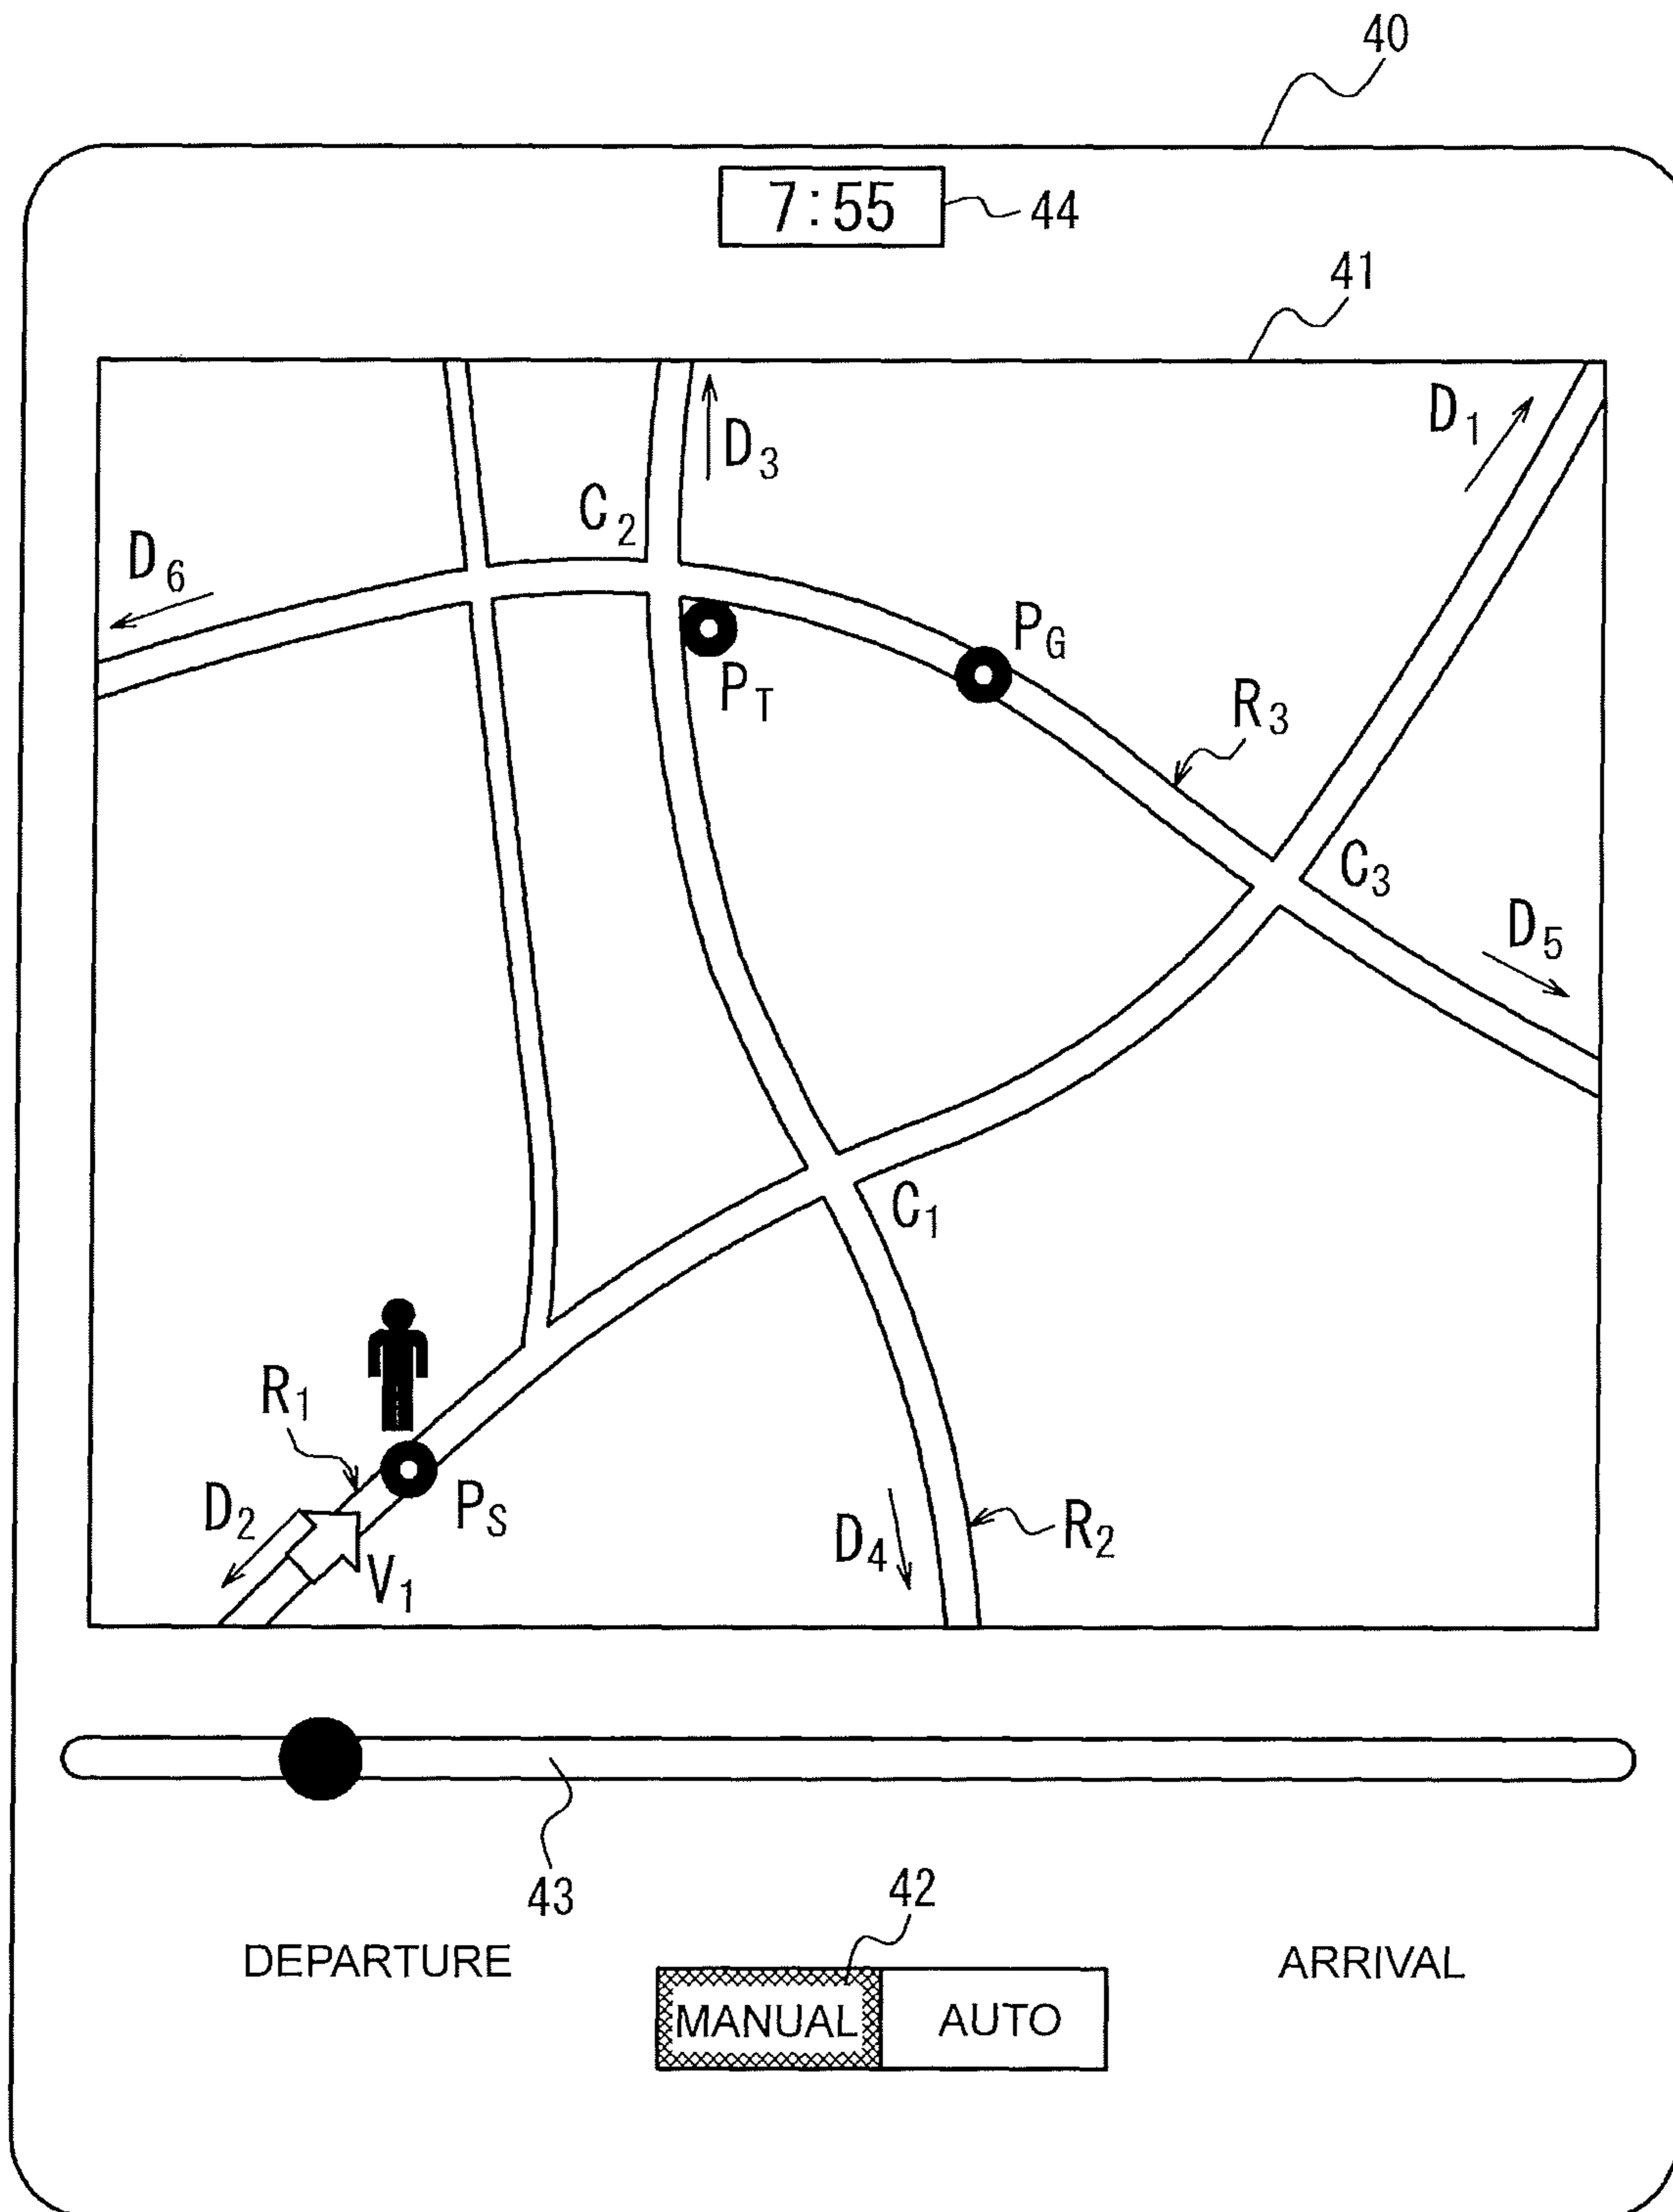 40
7:55
44
41
D1
D3
C2
D6
PG
PT
R3
C3
D5
C1
R1
D2
PS
V1
D4
R2
43
42
DEPARTURE
ARRIVAL
MANUAL
AUTO